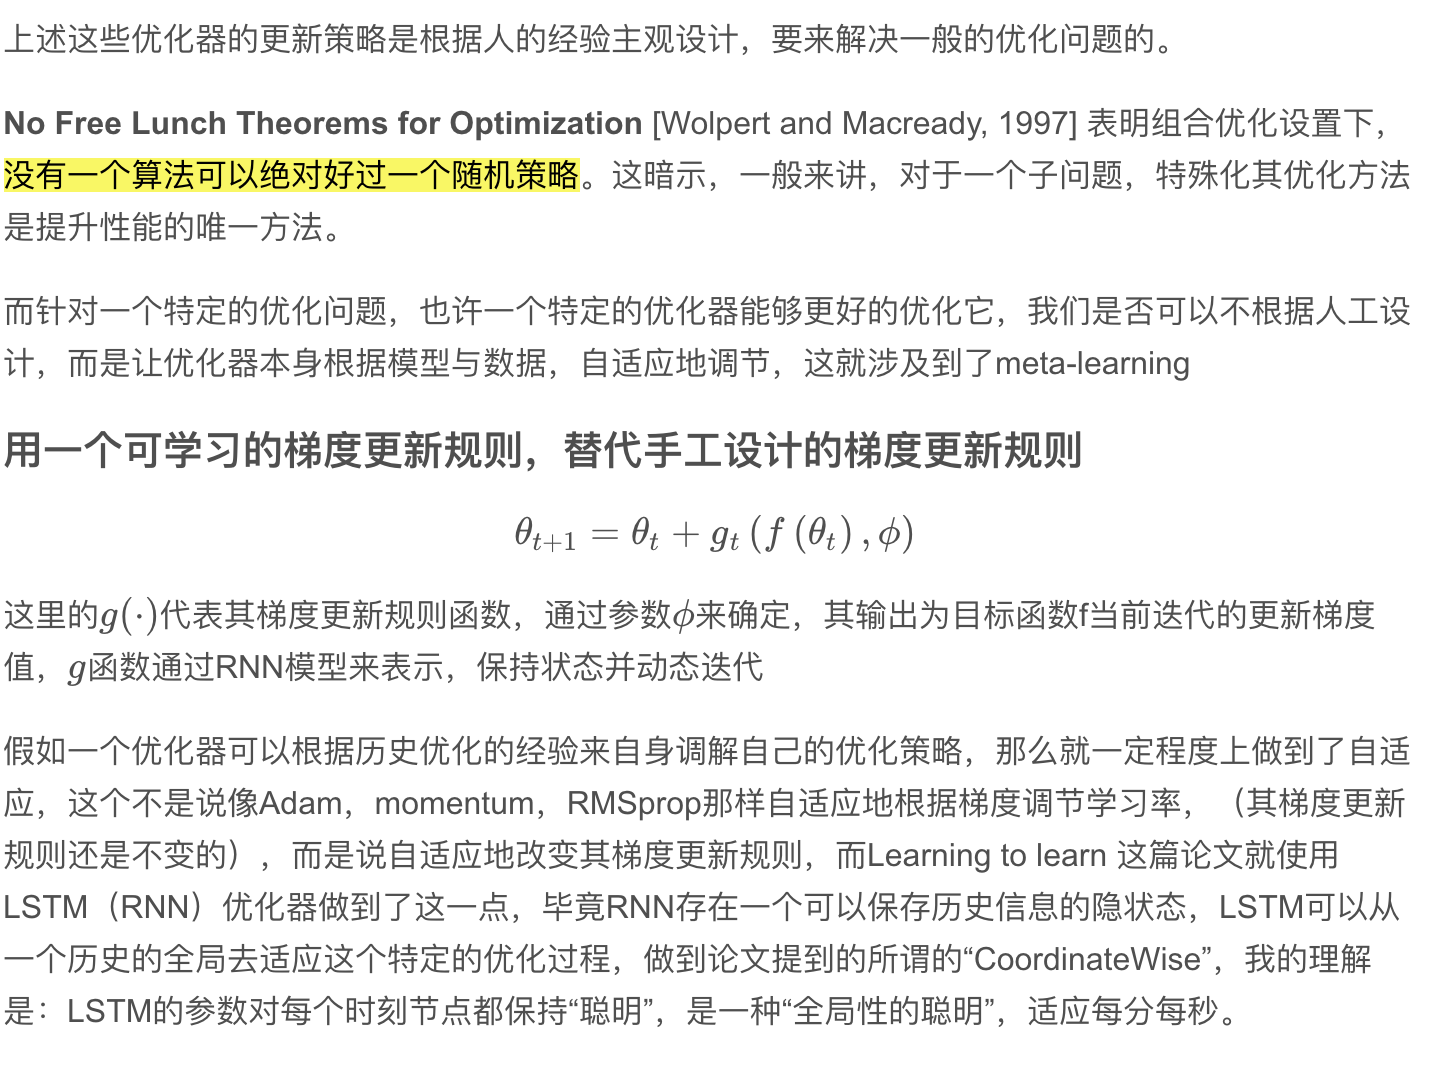 上述这些优化器的更新策略是根据人的经验主观设计，要来解决一般的优化问题的。
No Free Lunch Theorems for Optimization [Wolpert and Macready, 1997] 表明组合优化设置下，
没有一个算法可以绝对好过一个随机策略。这暗示，一般来讲，对于一个子问题，特殊化其优化方法
是提升性能的唯一方法。
而针对一个特定的优化问题，也许一个特定的优化器能够更好的优化它，我们是否可以不根据人工设
计，而是让优化器本身根据模型与数据，自适应地调节，这就涉及到了meta-learning
用一个可学习的梯度更新规则，替代手工设计的梯度更新规则
θ_{t+1} = θ_t + g_t (f (θ_t) , ϕ)
这里的g(·)代表其梯度更新规则函数，通过参数ϕ来确定，其输出为目标函数f当前迭代的更新梯度
值，g函数通过RNN模型来表示，保持状态并动态迭代
假如一个优化器可以根据历史优化的经验来自身调解自己的优化策略，那么就一定程度上做到了自适
应，这个不是说像Adam，momentum，RMSprop那样自适应地根据梯度调节学习率，（其梯度更新
规则还是不变的），而是说自适应地改变其梯度更新规则，而Learning to learn 这篇论文就使用
LSTM（RNN）优化器做到了这一点，毕竟RNN存在一个可以保存历史信息的隐状态，LSTM可以从
一个历史的全局去适应这个特定的优化过程，做到论文提到的所谓的“CoordinateWise”，我的理解
是：LSTM的参数对每个时刻节点都保持“聪明”，是一种“全局性的聪明”，适应每分每秒。